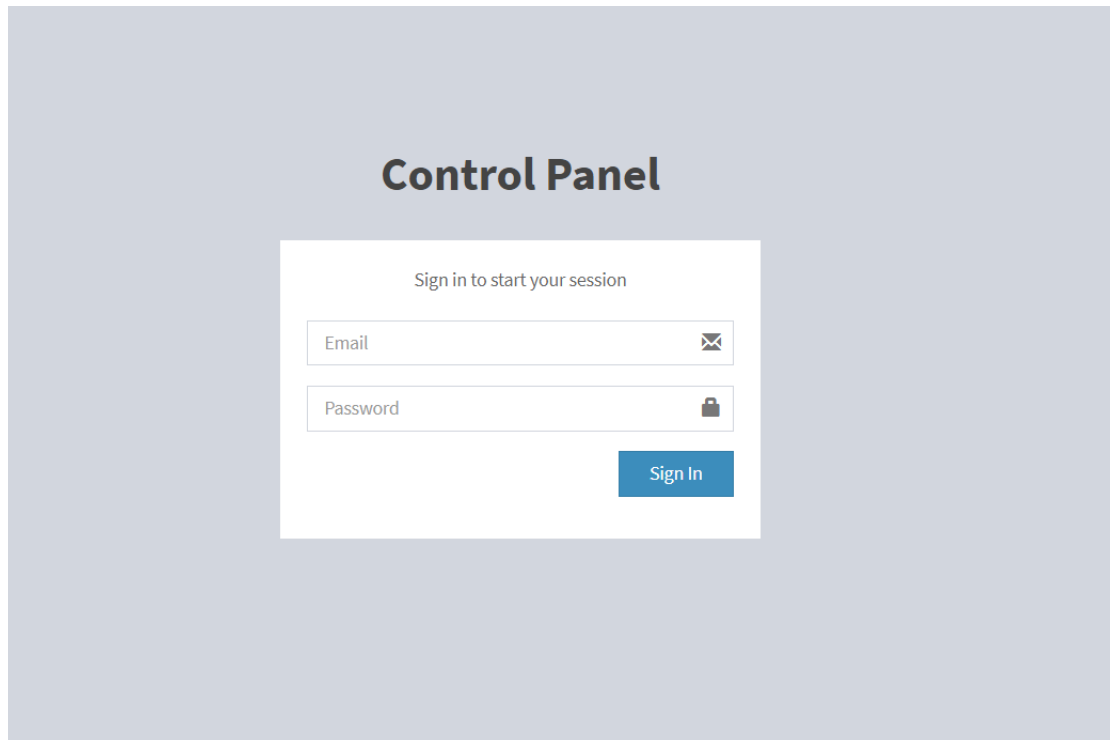 Control Panel
Sign in to start your session
Email
Password
Sign In